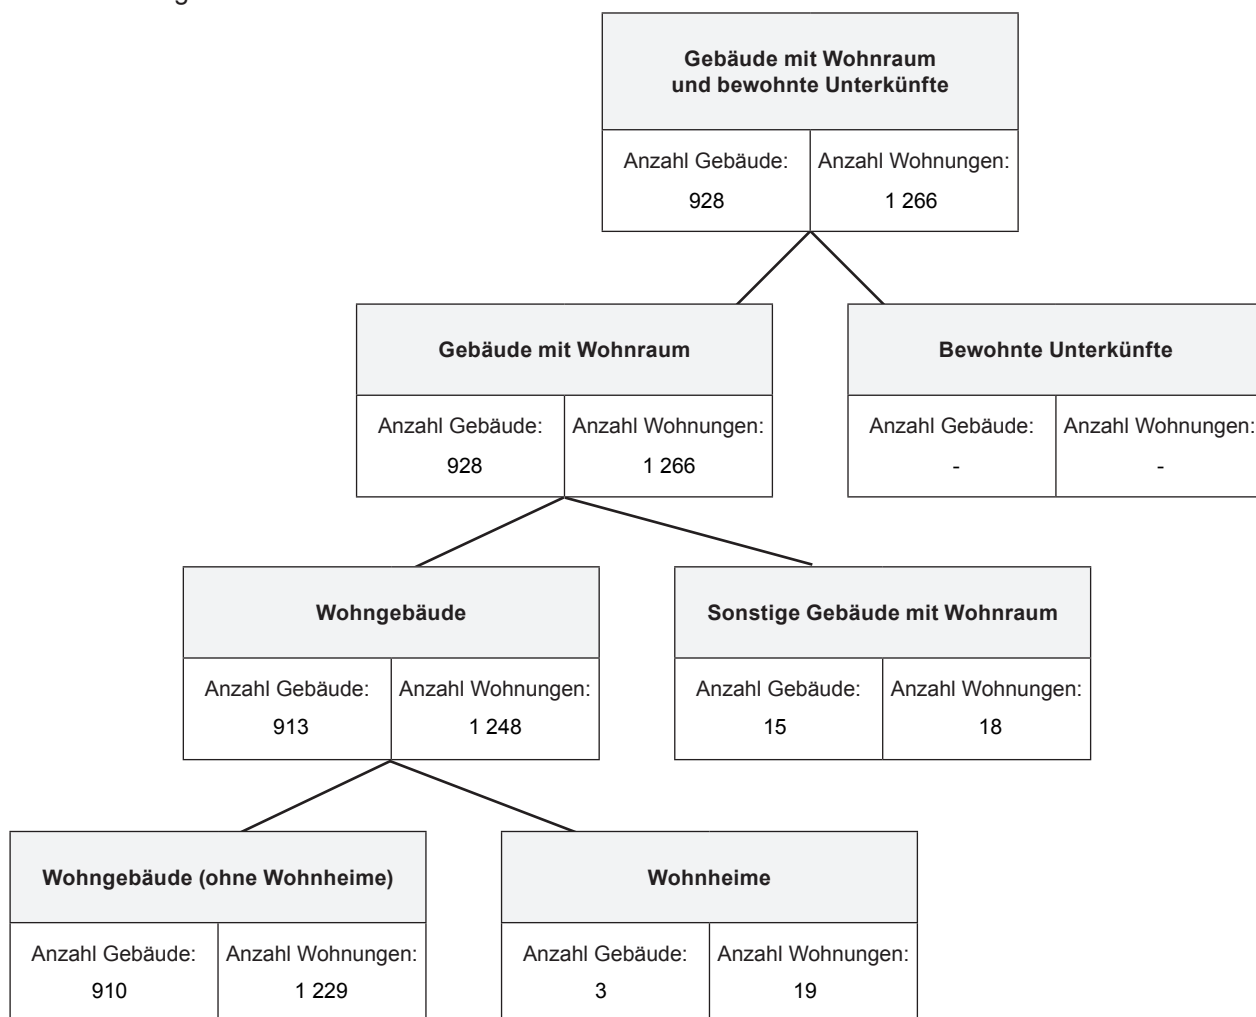 Gebäude mit Wohnraum
und bewohnte Unterkünfte
Anzahl Gebäude: Anzahl Wohnungen:
928 1 266
Gebäude mit Wohnraum Bewohnte Unterkünfte
Anzahl Gebäude: Anzahl Wohnungen: Anzahl Gebäude: Anzahl Wohnungen:
928 1 266 - -
Wohngebäude Sonstige Gebäude mit Wohnraum
Anzahl Gebäude: Anzahl Wohnungen: Anzahl Gebäude: Anzahl Wohnungen:
913 1 248 15 18
Wohngebäude (ohne Wohnheime) Wohnheime
Anzahl Gebäude: Anzahl Wohnungen: Anzahl Gebäude: Anzahl Wohnungen:
910 1 229 3 19